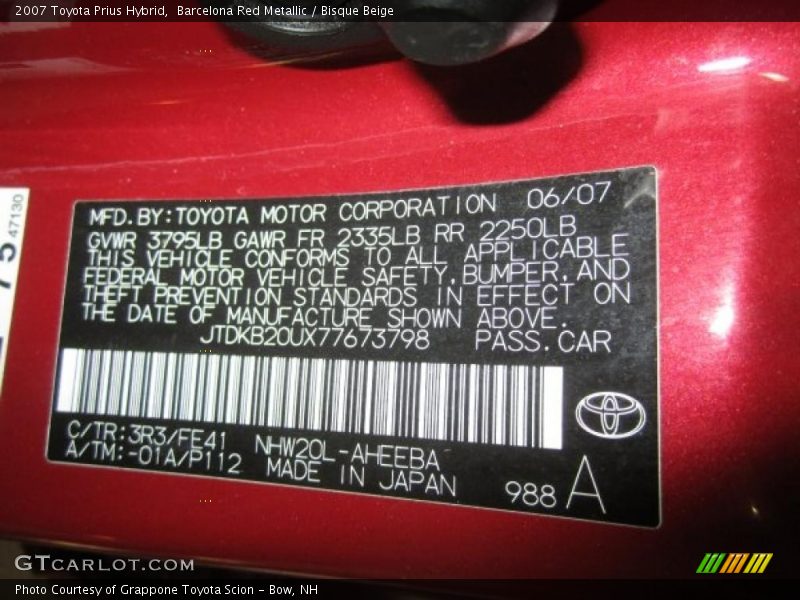 2007 Toyota Prius Hybrid,  Barcelona Red Metallic / Bisque Beige
75
47130
MFD. BY: TOYOTA MOTOR CORPORATION 06/07
GVWR 3795LB GAWR FR 2335LB RR 2250LB
THIS VEHICLE CONFORMS TO ALL APPLICABLE
FEDERAL MOTOR VEHICLE SAFETY, BUMPER, AND
THEFT PREVENTION STANDARDS IN EFFECT ON
THE DATE OF MANUFACTURE SHOWN ABOVE.
JTDKB20UX77673798 PASS. CAR
C/TR: 3R3/FE41 NHW20L-AHEEBA
A/TM: -01A/P112 MADE IN JAPAN
988 A
GTCARLOT.COM
Photo Courtesy of Grappone Toyota Scion - Bow, NH